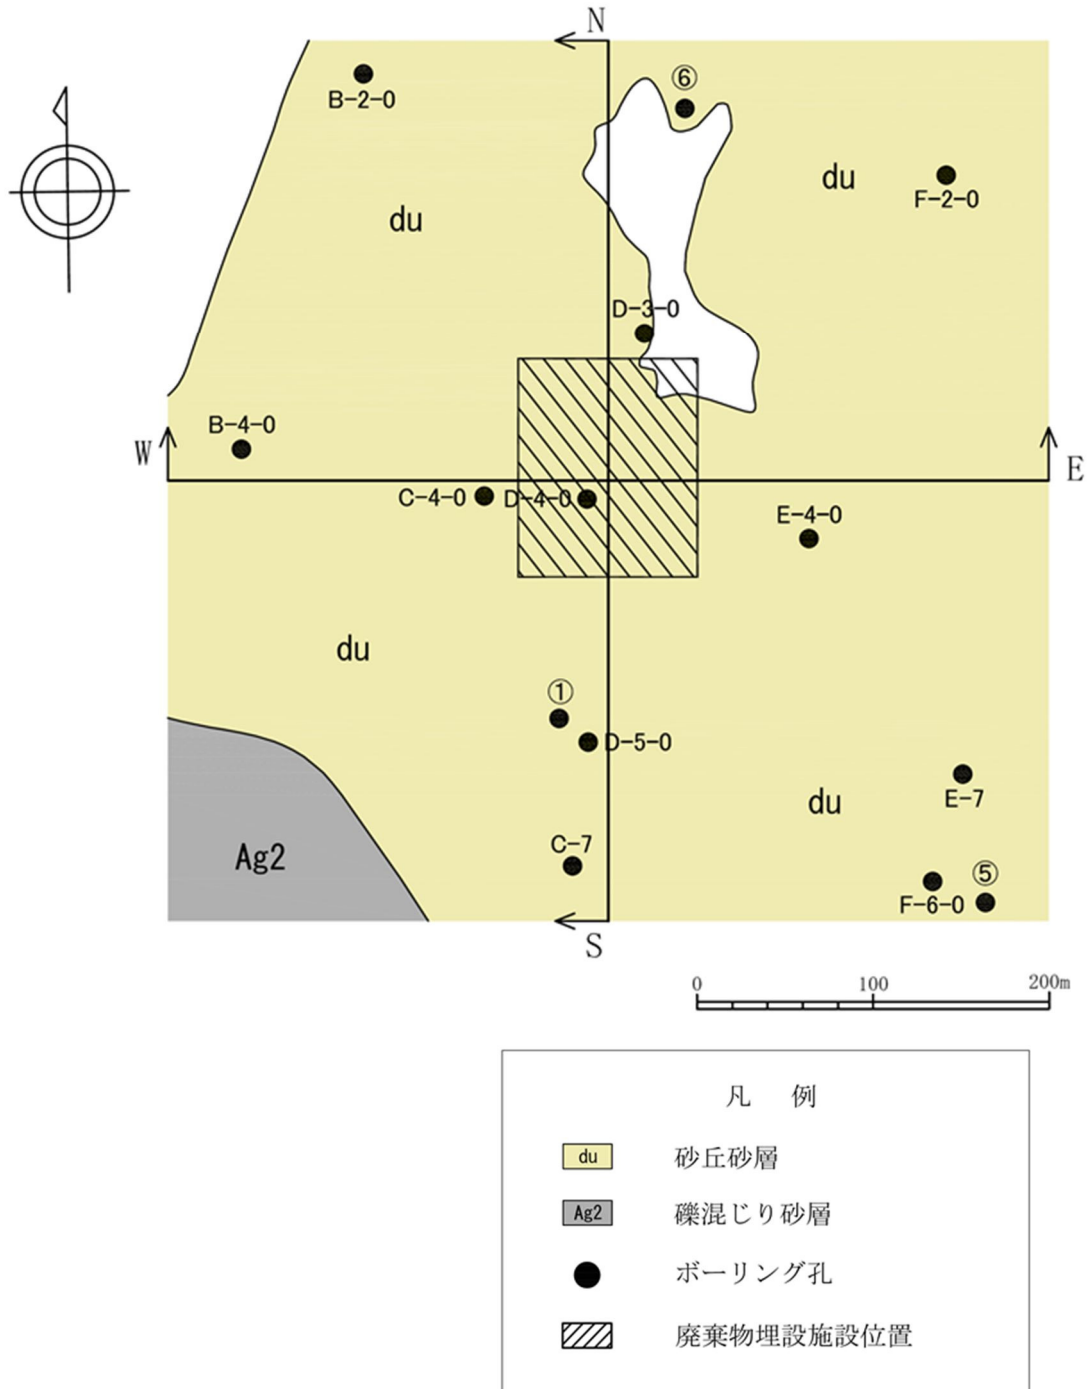 N
⑥
B-2-0
du
F-2-0
du
D-3-0
B-4-0
W
E
C-4-0
D-4-0
E-4-0
du
①
D-5-0
E-7
du
C-7
Ag2
⑤
F-6-0
S
0 100 200m
凡 例
du 砂丘砂層
Ag2 礫混じり砂層
ボーリング孔
廃棄物埋設施設位置